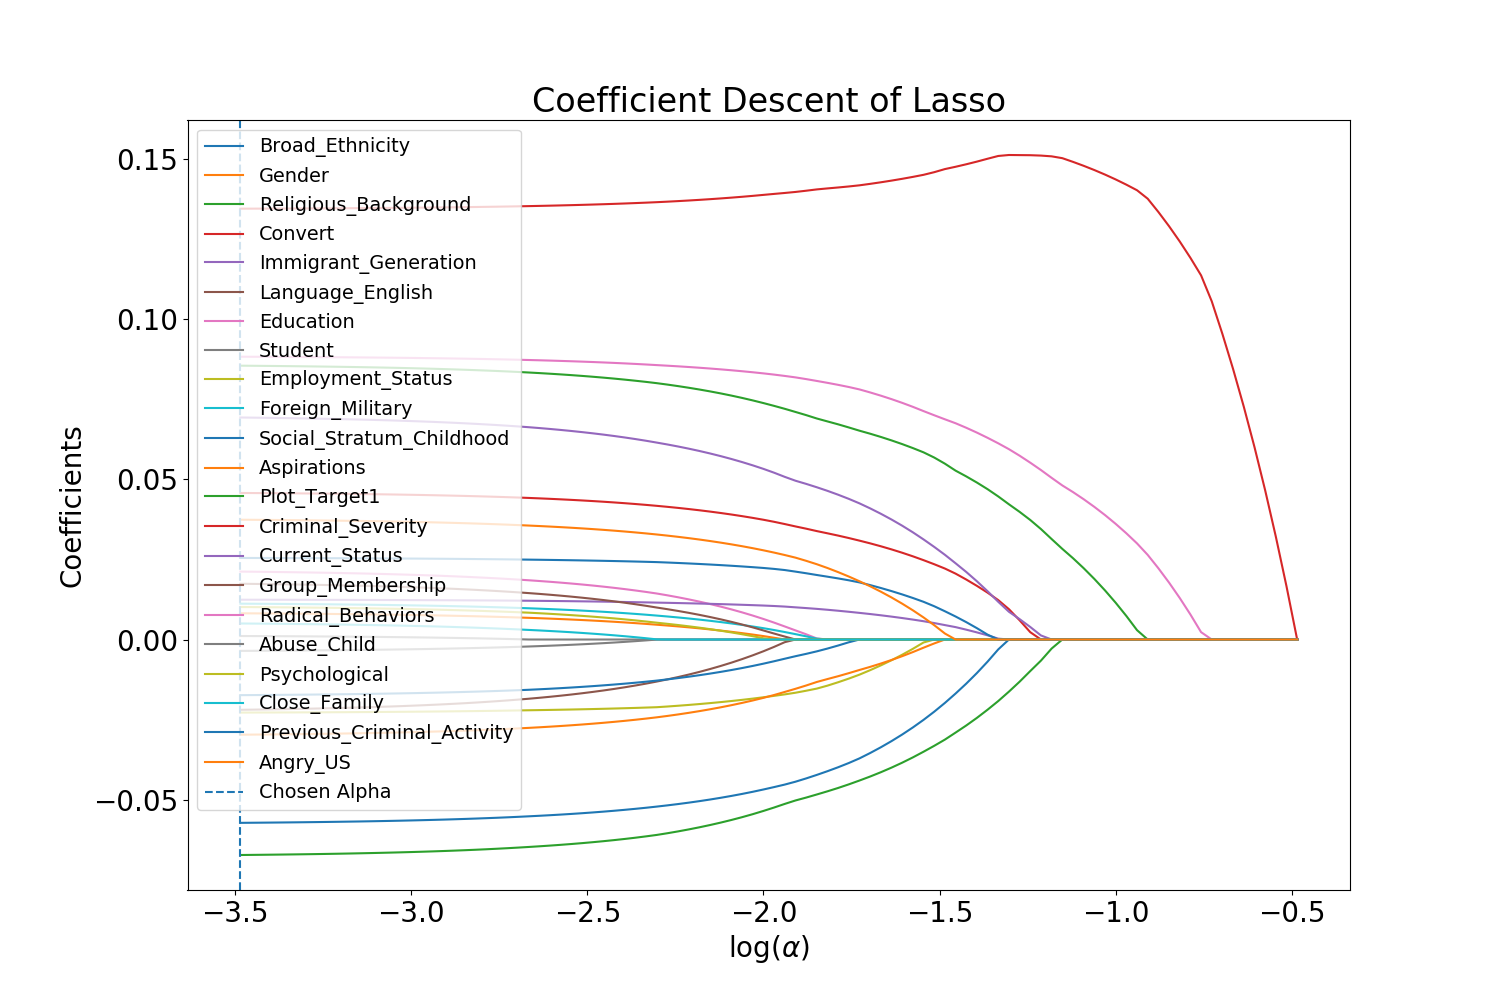 Coefficient Descent of Lasso
Broad_Ethnicity
Gender
Religious_Background
Convert
Immigrant_Generation
Language_English
Education
Student
Employment_Status
Foreign_Military
Social_Stratum_Childhood
Aspirations
Plot_Target1
Criminal_Severity
Current_Status
Group_Membership
Radical_Behaviors
Abuse_Child
Psychological
Close_Family
Previous_Criminal_Activity
Angry_US
Chosen Alpha
0.15
0.10
0.05
0.00
−0.05
Coefficients
−3.5 −3.0 −2.5 −2.0 −1.5 −1.0 −0.5
log(α)